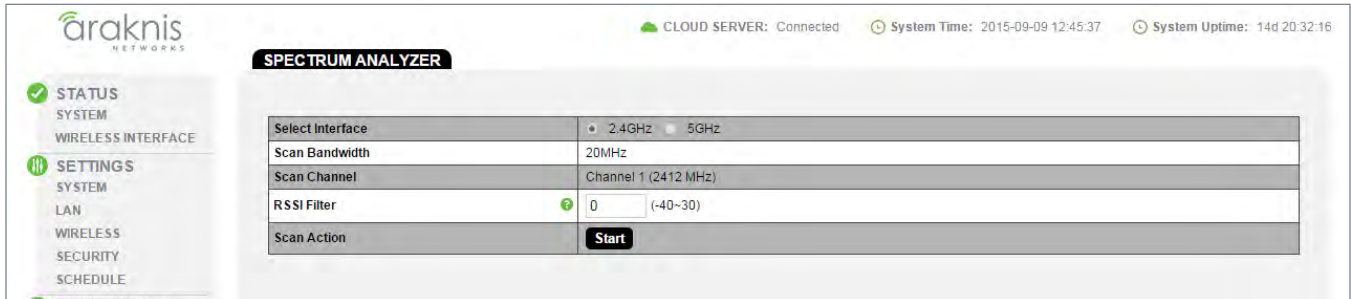 araknis
NETWORKS
CLOUD SERVER: Connected System Time: 2015-09-09 12:45:37 System Uptime: 14d 20:32:16
SPECTRUM ANALYZER
STATUS
SYSTEM
WIRELESS INTERFACE
SETTINGS
SYSTEM
LAN
WIRELESS
SECURITY
SCHEDULE
Select Interface 2.4GHz 5GHz
Scan Bandwidth 20MHz
Scan Channel Channel 1 (2412 MHz)
RSSI Filter ? 0 (-40~30)
Scan Action Start